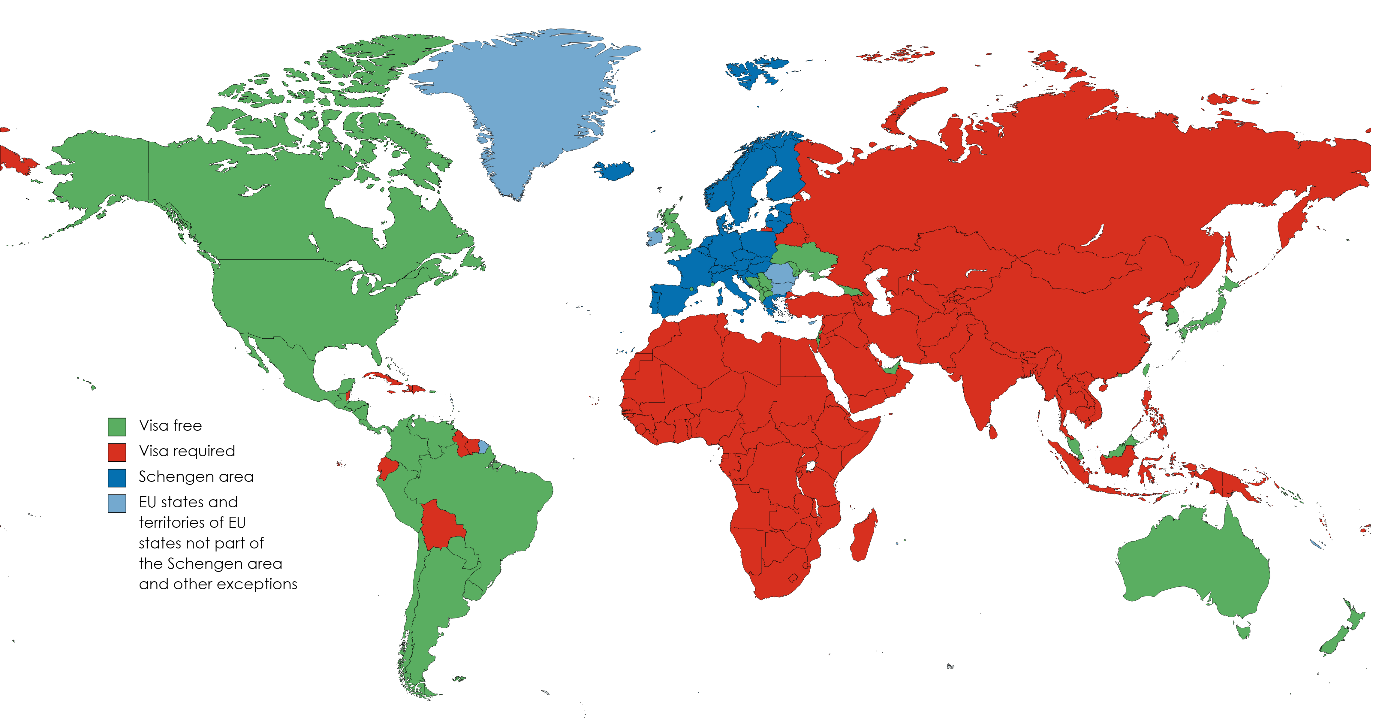 Visa free
Visa required
Schengen area
EU states and
territories of EU
states not part of
the Schengen area
and other exceptions